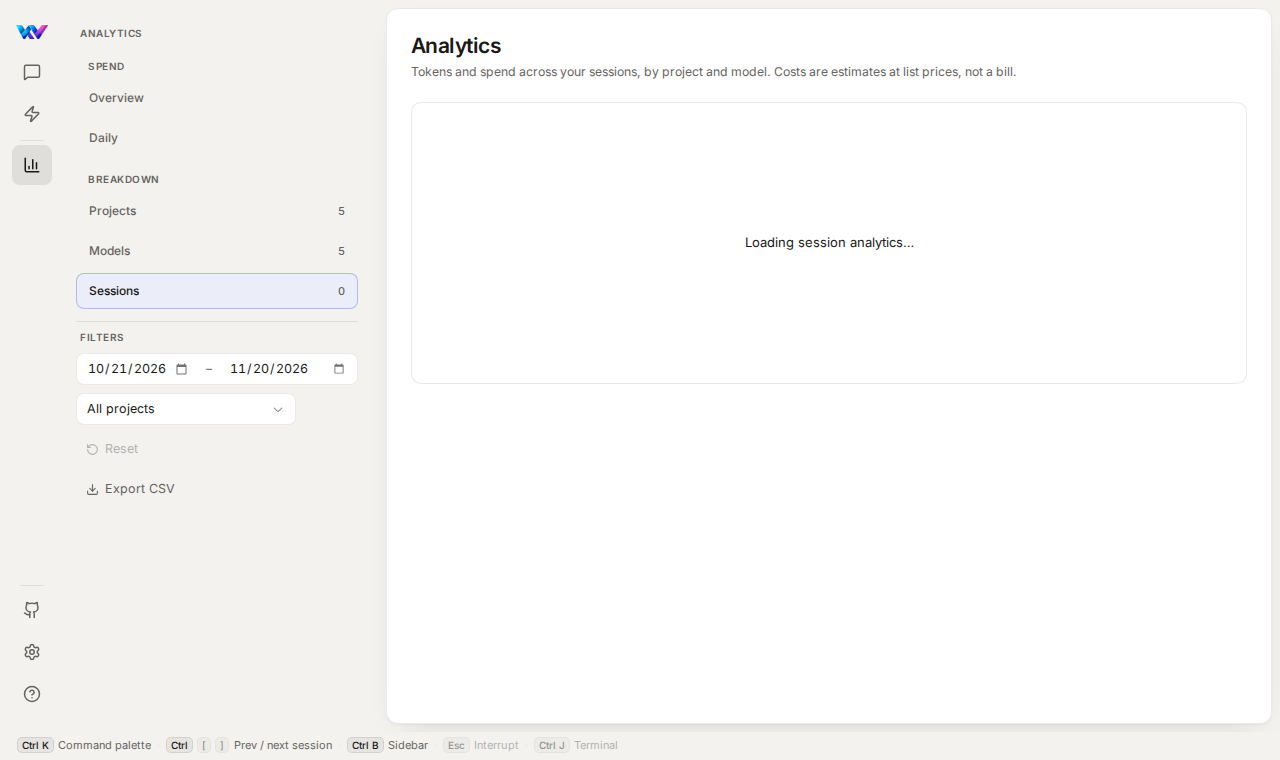 ANALYTICS
SPEND
Overview
Daily
BREAKDOWN
Projects 5
Models 5
Sessions 0
FILTERS
10/21/2026 – 11/20/2026
All projects
Reset
Export CSV
Analytics
Tokens and spend across your sessions, by project and model. Costs are estimates at list prices, not a bill.
Loading session analytics...
Ctrl K Command palette Ctrl [ ] Prev / next session Ctrl B Sidebar Esc Interrupt Ctrl J Terminal